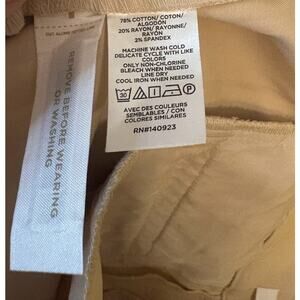 REMOVE BEFORE WEARING
OR WASHING
78% COTTON/COTON/
ALGODÓN
20% RAYON/RAYONNE/
RAYÓN
2% SPANDEX
MACHINE WASH COLD
DELICATE CYCLE WITH LIKE
COLORS
ONLY NON-CHLORINE
BLEACH WHEN NEEDED
LINE DRY
COOL IRON IF NEEDED
AVEC DES COULEURS
SEMBLABLES / CON
COLORES SIMILARES
RN#140923